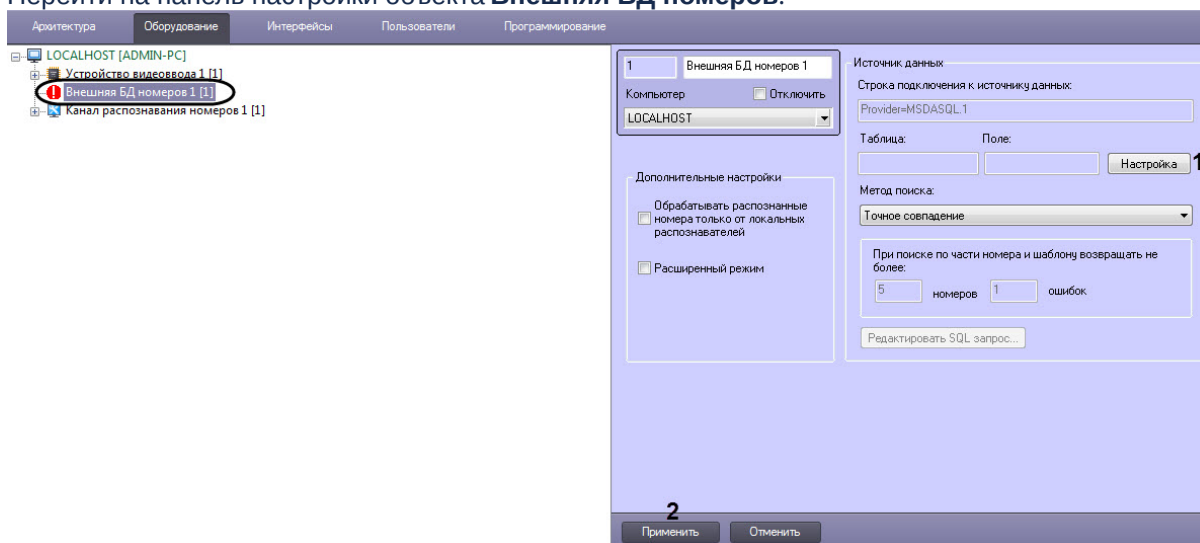 Перейти на панель настройки объекта Внешняя БД номеров.
Архитектура Оборудование Интерфейсы Пользователи Программирование
LOCALHOST [ADMIN-PC]
Устройство видеоввода 1 [1]
Внешняя БД номеров 1 [1]
Канал распознавания номеров 1 [1]
1 Внешняя БД номеров 1
Компьютер Отключить
LOCALHOST
Дополнительные настройки
Обрабатывать распознанные
номера только от локальных
распознавателей
Расширенный режим
Источник данных
Строка подключения к источнику данных:
Provider=MSDASQL.1
Таблица: Поле:
Настройка 1
Метод поиска:
Точное совпадение
При поиске по части номера и шаблону возвращать не
более:
5 номеров 1 ошибок
Редактировать SQL запрос...
2
Применить Отменить